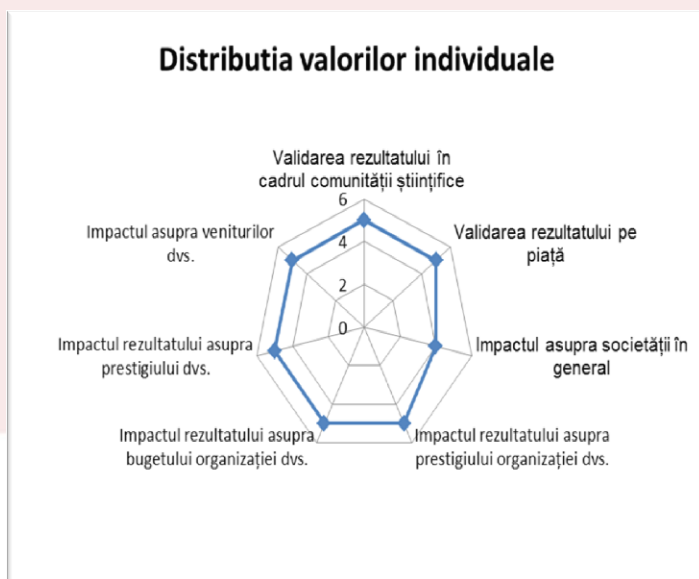 Distributia valorilor individuale
Validarea rezultatului în
cadrul comunității științifice
6
4
2
0
Validarea rezultatului pe
piață
Impactul asupra societății în
general
Impactul rezultatului asupra
prestigiului organizației dvs.
Impactul rezultatului asupra
bugetului organizației dvs.
Impactul rezultatului asupra
prestigiului dvs.
Impactul asupra veniturilor
dvs.